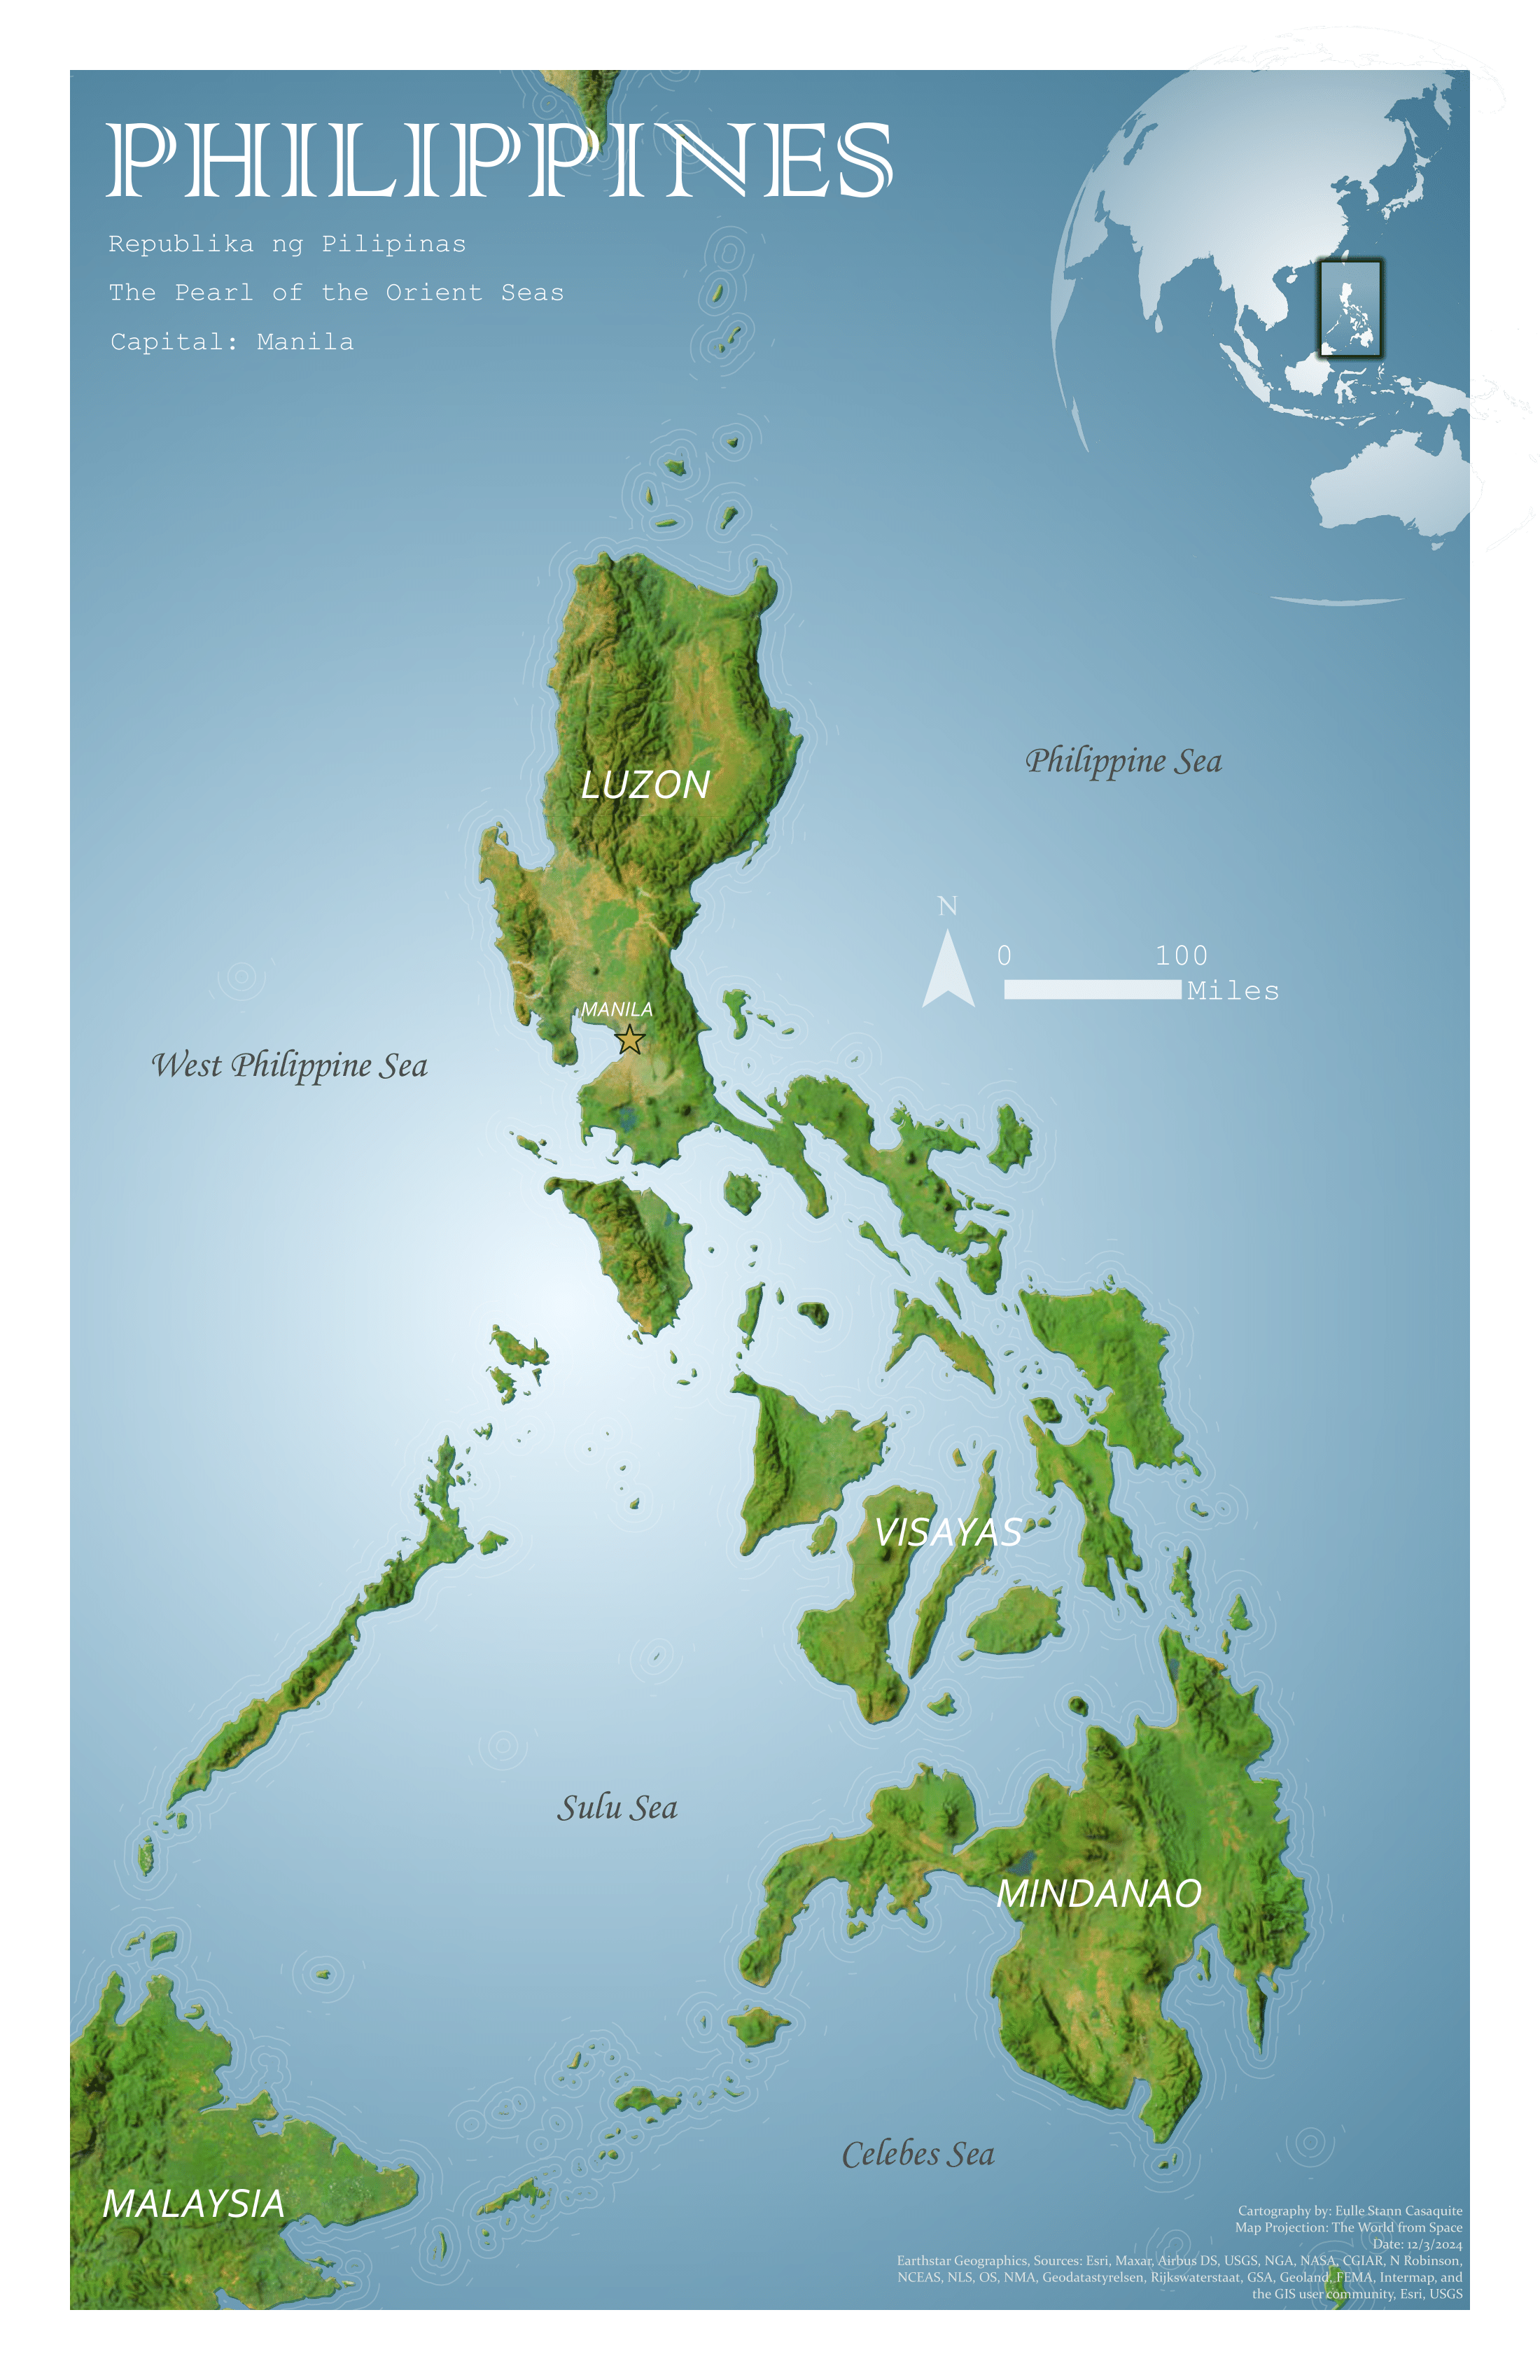 PHILIPPINES
Republika ng Pilipinas
The Pearl of the Orient Seas
Capital: Manila
LUZON
Philippine Sea
N
0 100
Miles
MANILA
West Philippine Sea
VISAYAS
Sulu Sea
MINDANAO
Celebes Sea
MALAYSIA
Cartography by: Eulle Stann Casaquite
Map Projection: The World from Space
Date: 12/3/2024
Earthstar Geographics, Sources: Esri, Maxar, Airbus DS, USGS, NGA, NASA, CGIAR, N Robinson,
NCEAS, NLS, OS, NMA, Geodatastyrelsen, Rijkswaterstaat, GSA, Geoland, FEMA, Intermap, and
the GIS user community, Esri, USGS